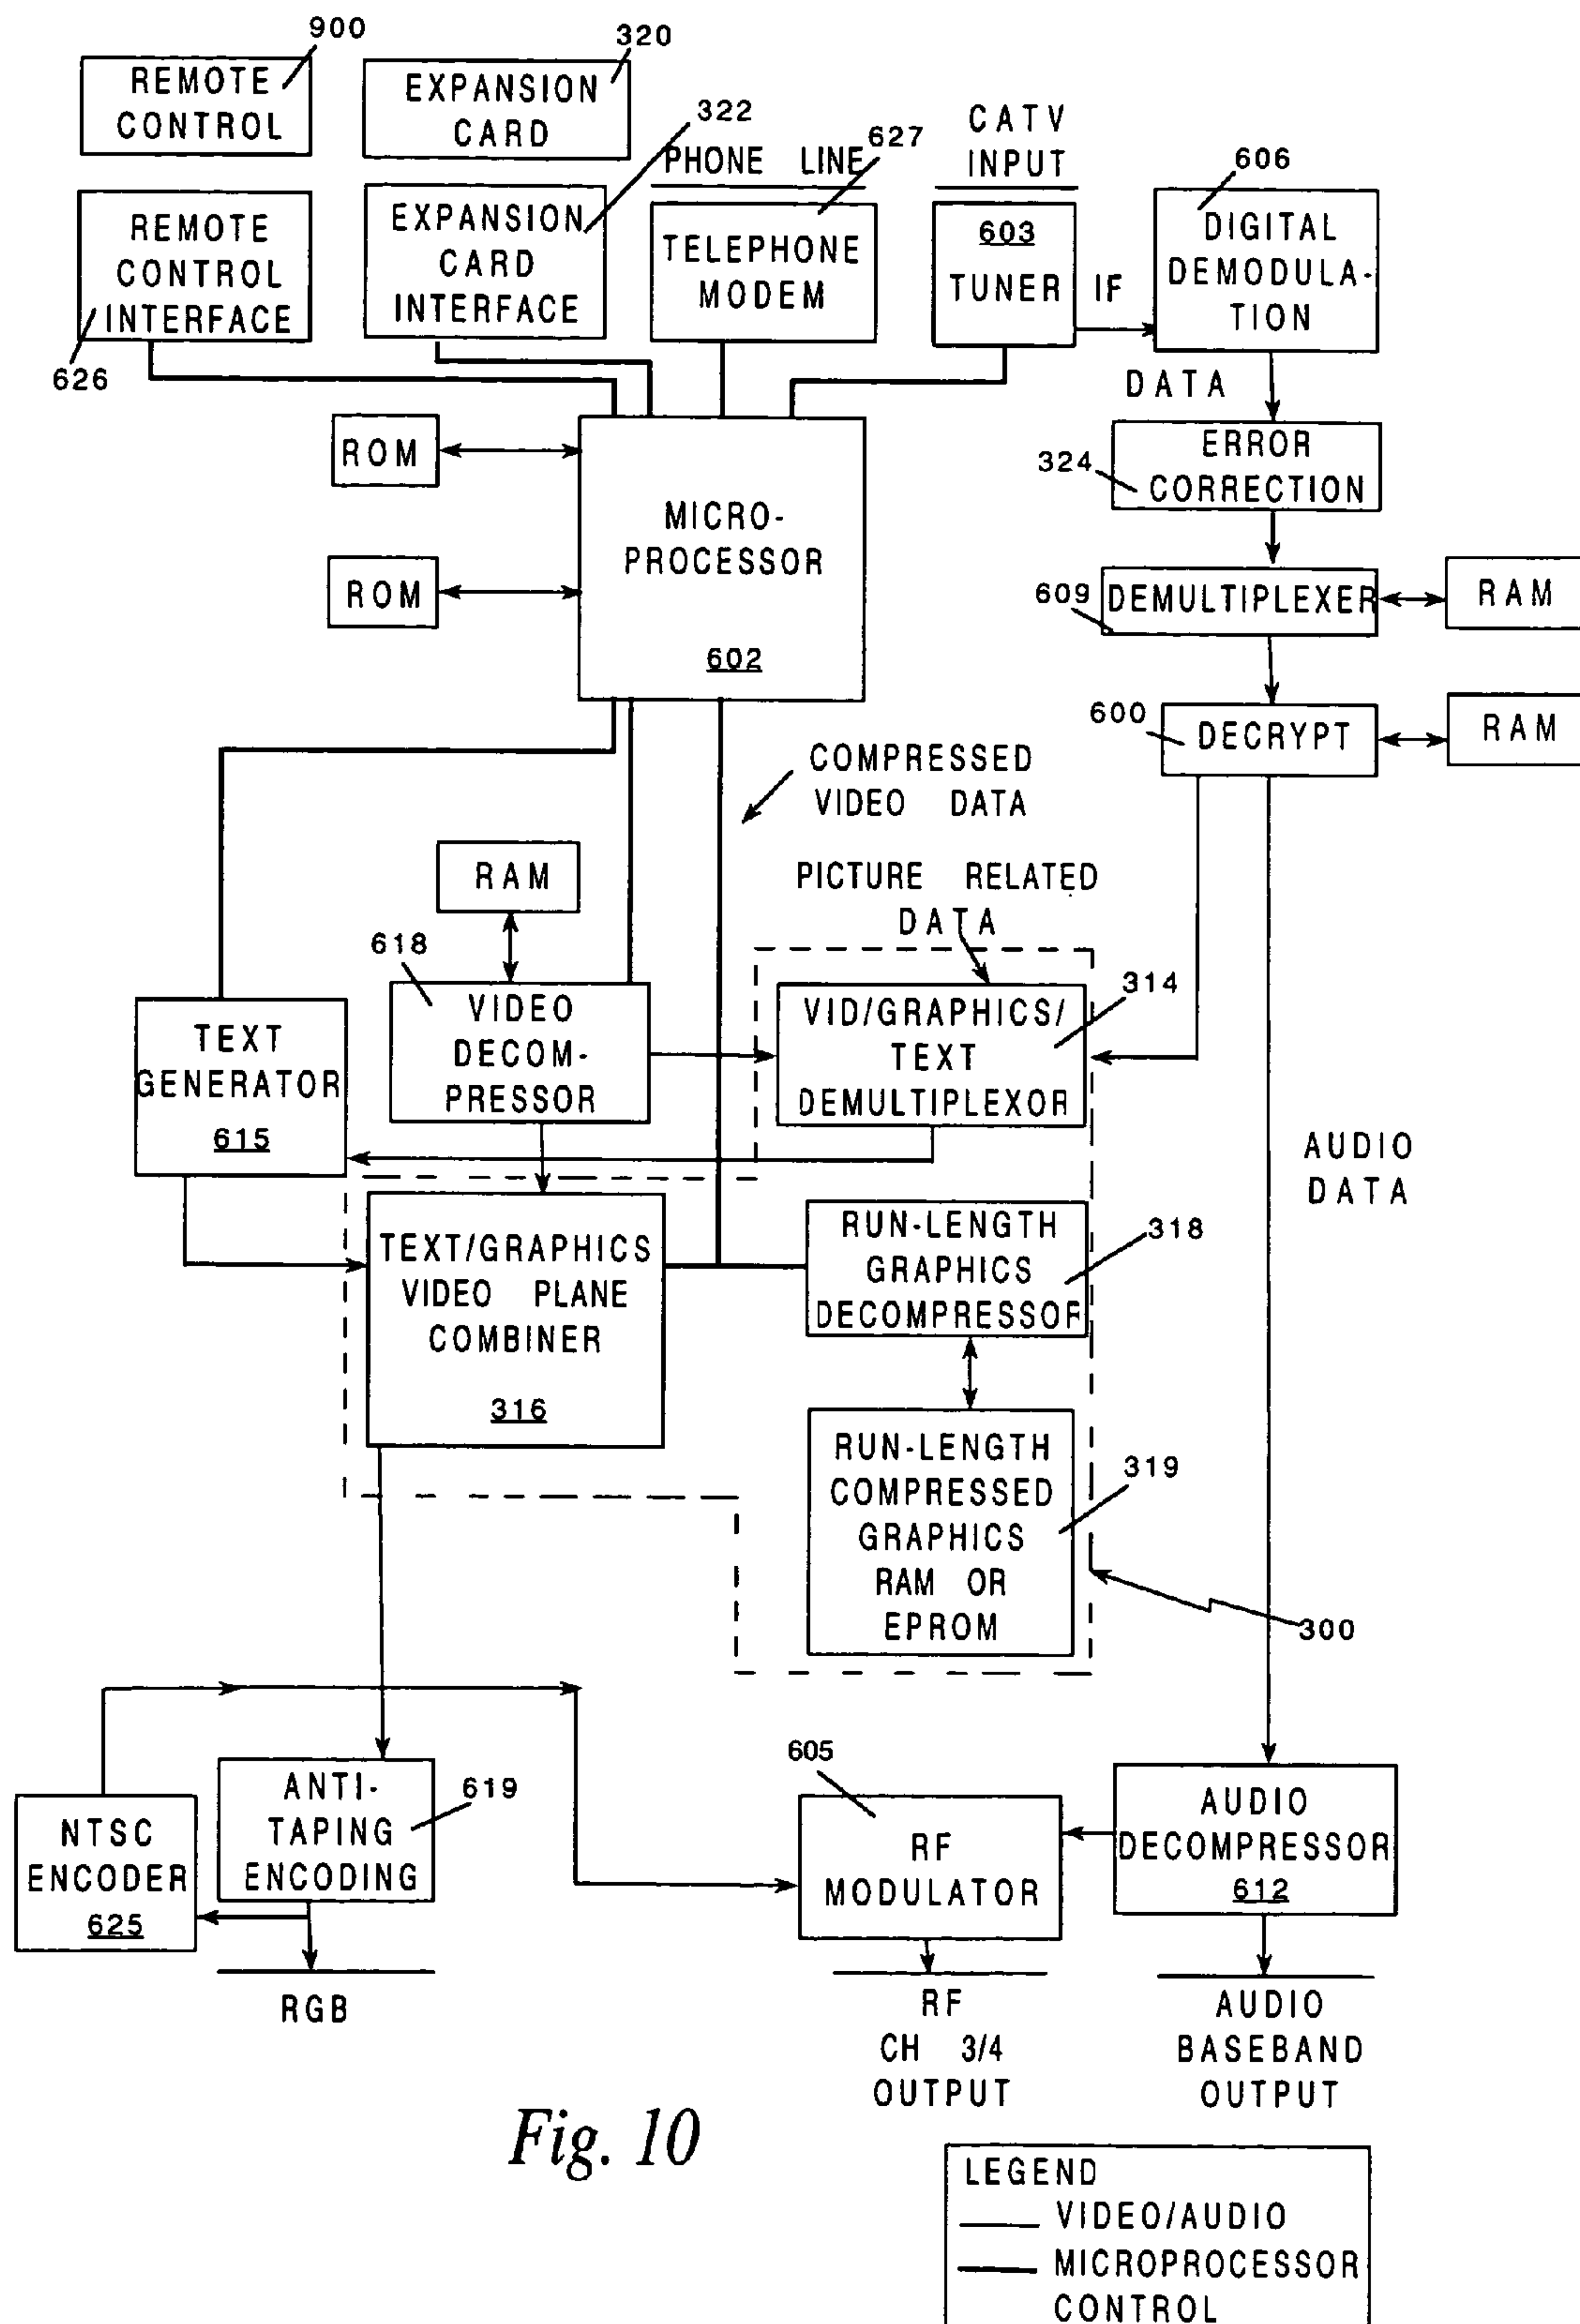 900
REMOTE
CONTROL
320
EXPANSION
CARD
322
PHONE LINE
627
CATV
INPUT
606
REMOTE
CONTROL
INTERFACE
626
EXPANSION
CARD
INTERFACE
TELEPHONE
MODEM
603
TUNER
IF
DIGITAL
DEMODULA-
TION
DATA
ROM
ROM
MICRO-
PROCESSOR
602
324
ERROR
CORRECTION
609
DEMULTIPLEXER
RAM
600
DECRYPT
RAM
COMPRESSED
VIDEO DATA
PICTURE RELATED
DATA
RAM
618
VIDEO
DECOM-
PRESSOR
314
VID/GRAPHICS/
TEXT
DEMULTIPLEXOR
TEXT
GENERATOR
615
AUDIO
DATA
TEXT/GRAPHICS
VIDEO PLANE
COMBINER
316
RUN-LENGTH
GRAPHICS
DECOMPRESSOR
318
RUN-LENGTH
COMPRESSED
GRAPHICS
RAM OR
EPROM
319
300
NTSC
ENCODER
625
ANTI-
TAPING
ENCODING
619
605
RF
MODULATOR
AUDIO
DECOMPRESSOR
612
RGB
RF
CH 3/4
OUTPUT
AUDIO
BASEBAND
OUTPUT
Fig. 10
LEGEND
VIDEO/AUDIO
MICROPROCESSOR
CONTROL